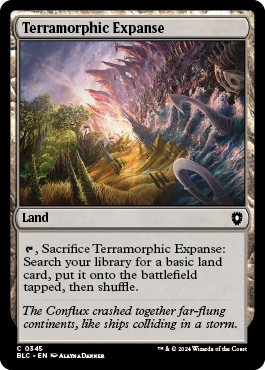 Terramorphic Expanse
Land
, Sacrifice Terramorphic Expanse:
Search your library for a basic land
card, put it onto the battlefield
tapped, then shuffle.
The Conflux crashed together far-flung
continents, like ships colliding in a storm.
C 0345
BLC • EN Alayna Danner
™ & © 2024 Wizards of the Coast